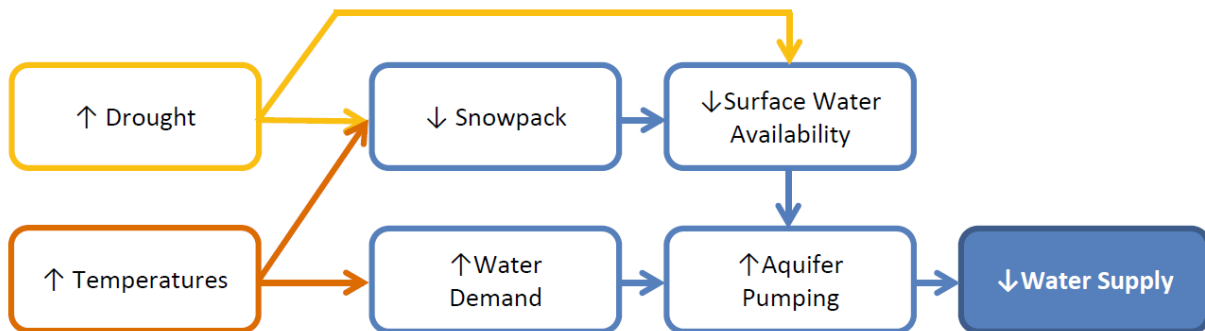 ↑ Drought
↓ Snowpack
↓Surface Water
Availability
↑ Temperatures
↑Water
Demand
↑Aquifer
Pumping
↓Water Supply